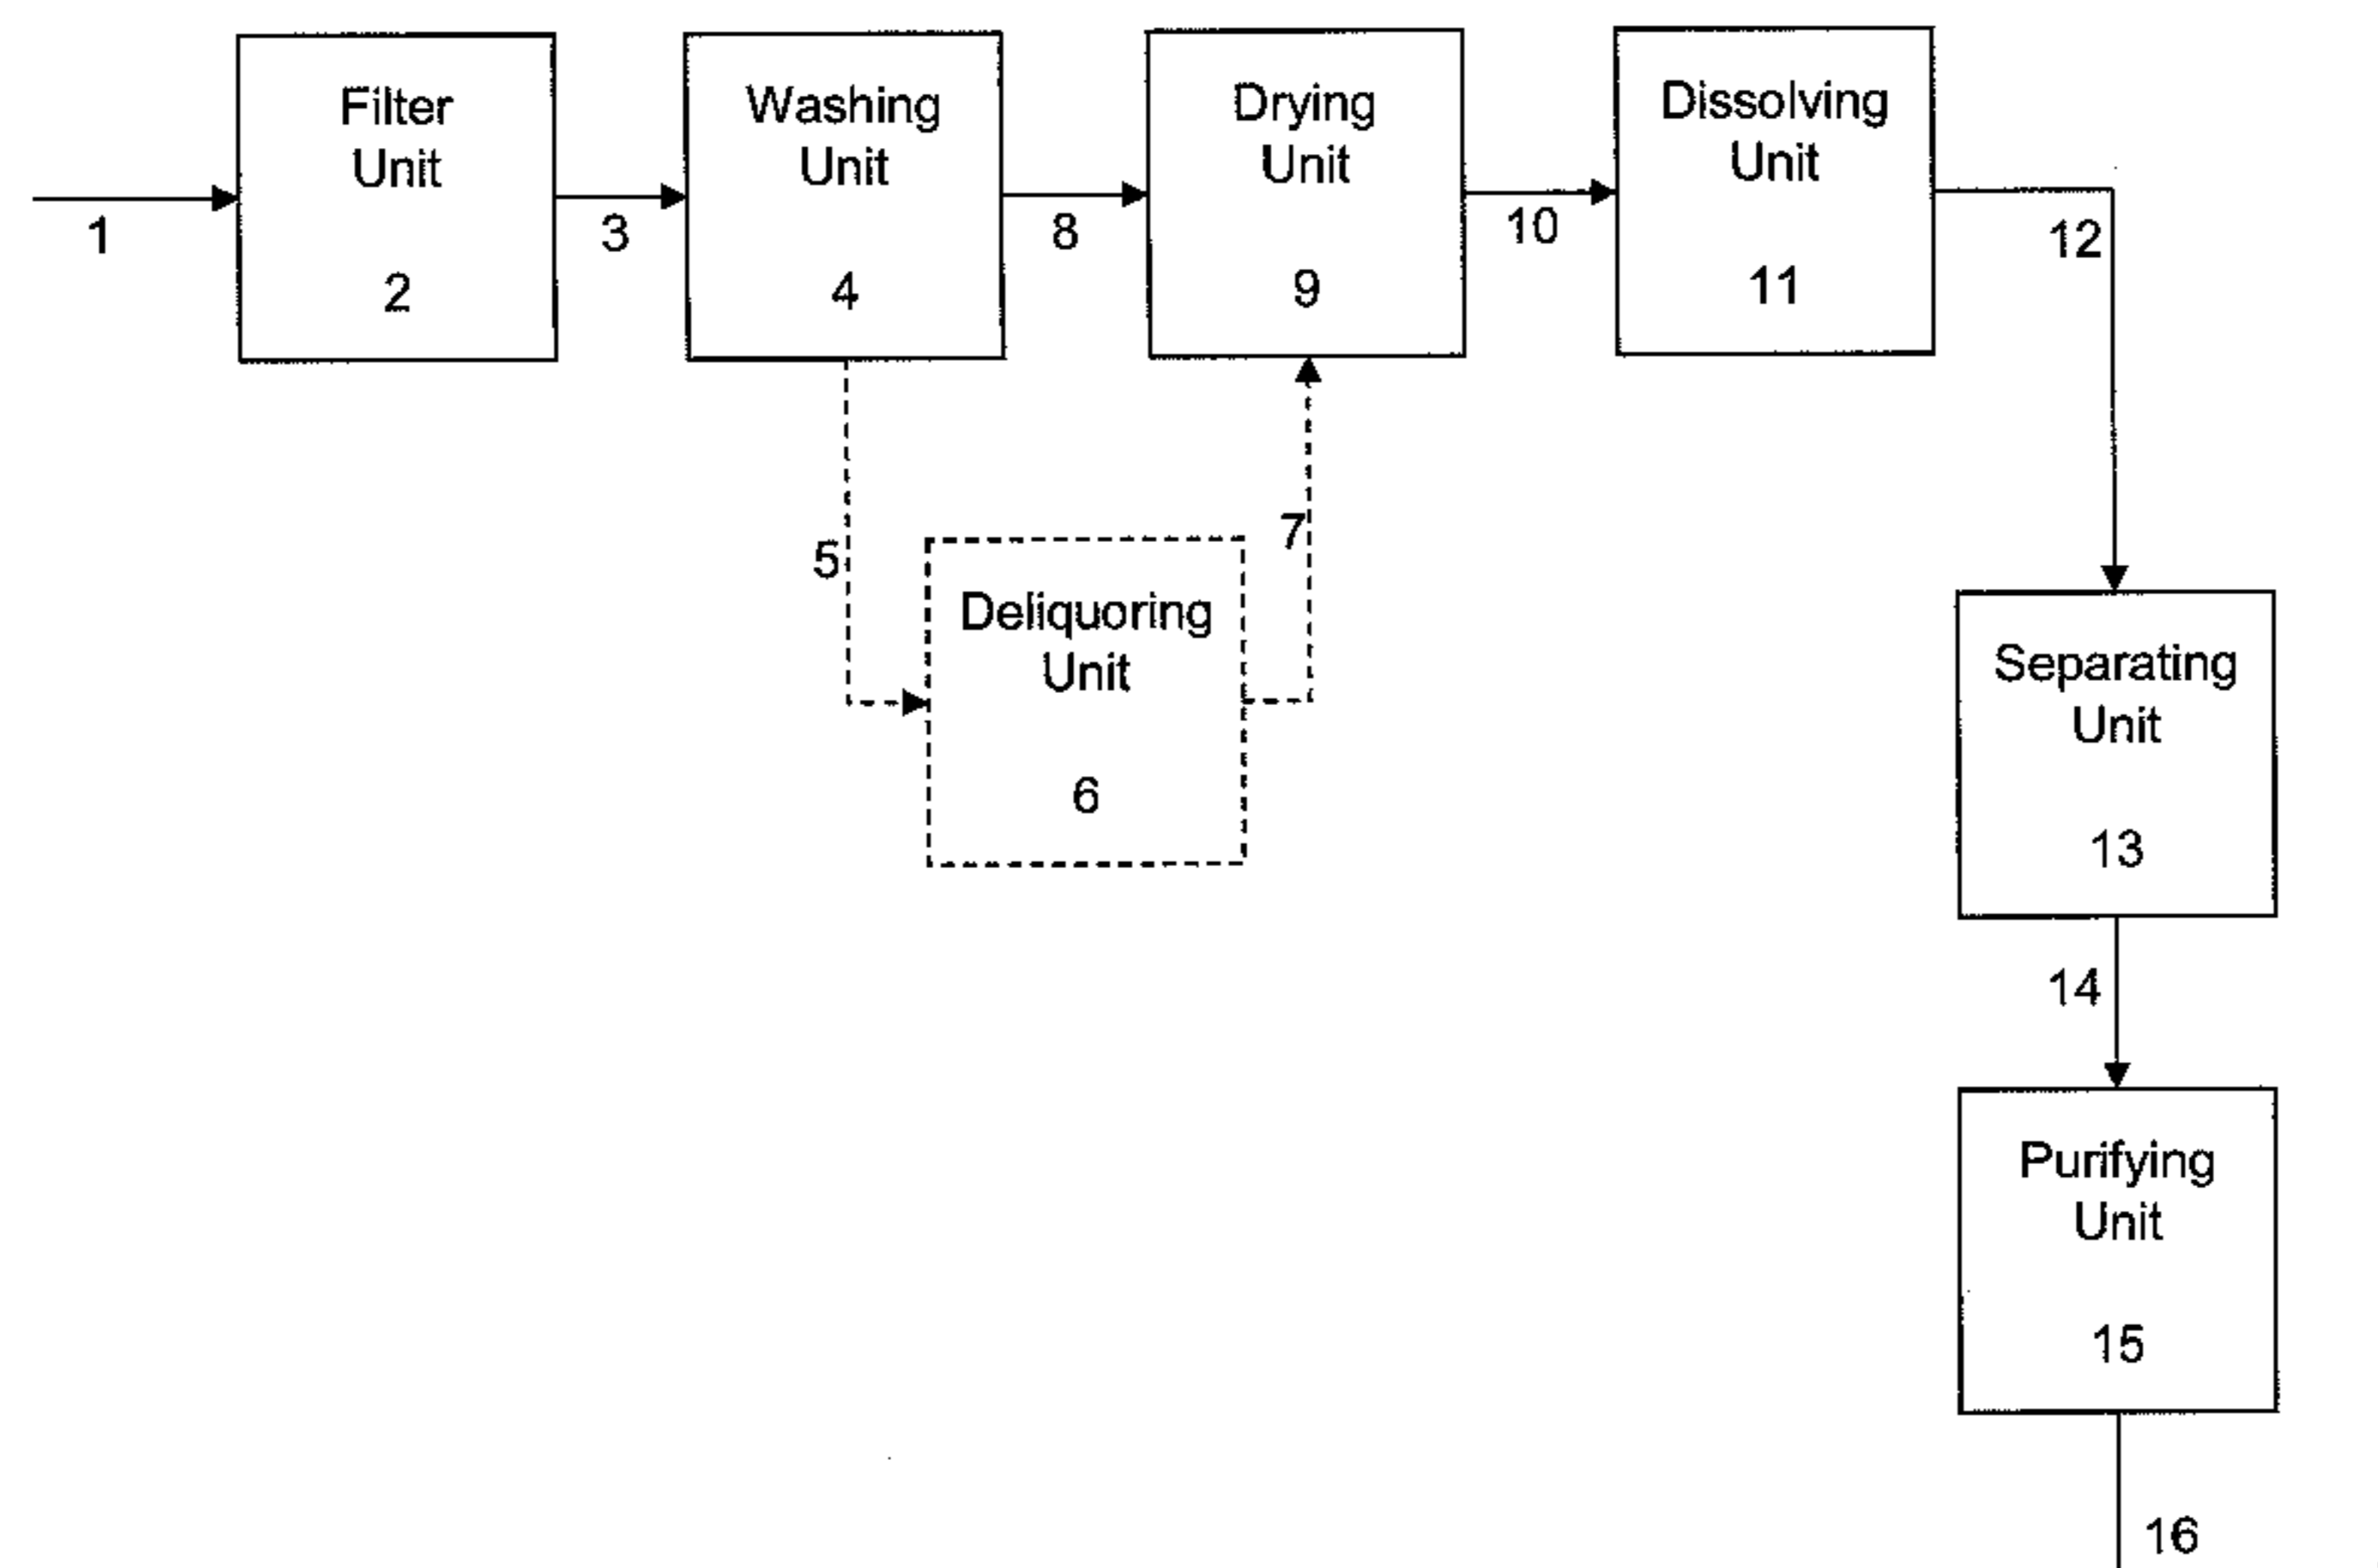 Filter
Unit
2
Washing
Unit
4
Drying
Unit
9
Dissolving
Unit
11
1
3
8
10
12
5
7
Deliquoring
Unit
6
Separating
Unit
13
14
Purifying
Unit
15
16